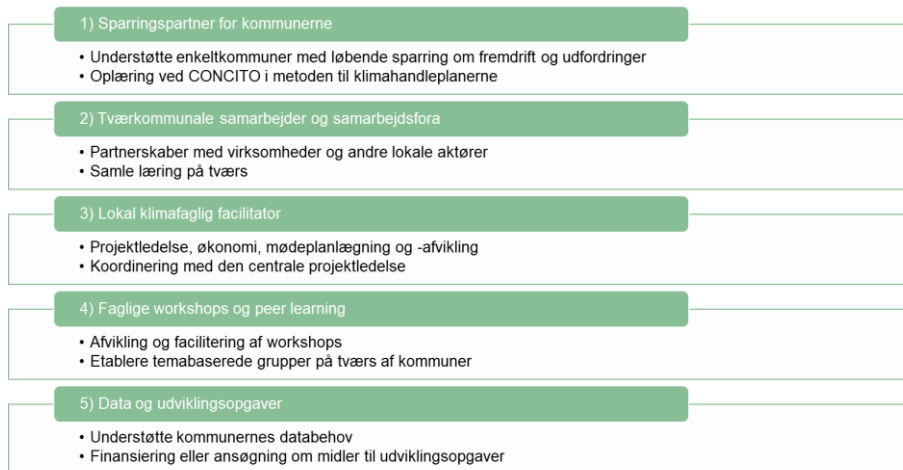 1) Sparringspartner for kommunerne
• Understøtte enkeltkommuner med løbende sparring om fremdrift og udfordringer
• Oplæring ved CONCITO i metoden til klimahandleplanerne
2) Tværkommunale samarbejder og samarbejdsfora
• Partnerskaber med virksomheder og andre lokale aktører
• Samle læring på tværs
3) Lokal klimafaglig facilitator
• Projektledelse, økonomi, mødeplanlægning og -afvikling
• Koordinering med den centrale projektledelse
4) Faglige workshops og peer learning
• Afvikling og facilitering af workshops
• Etablere temabaserede grupper på tværs af kommuner
5) Data og udviklingsopgaver
• Understøtte kommunernes databehov
• Finansiering eller ansøgning om midler til udviklingsopgaver